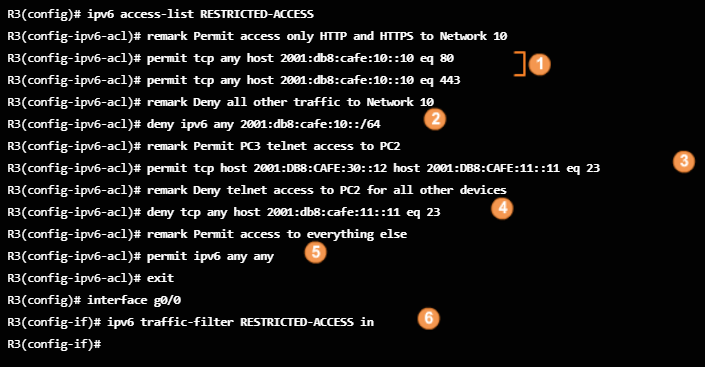 R3(config)# ipv6 access-list RESTRICTED-ACCESS
R3(config-ipv6-acl)# remark Permit access only HTTP and HTTPS to Network 10
R3(config-ipv6-acl)# permit tcp any host 2001:db8:cafe:10::10 eq 80
1
R3(config-ipv6-acl)# permit tcp any host 2001:db8:cafe:10::10 eq 443
R3(config-ipv6-acl)# remark Deny all other traffic to Network 10
R3(config-ipv6-acl)# deny ipv6 any 2001:db8:cafe:10::/64 2
R3(config-ipv6-acl)# remark Permit PC3 telnet access to PC2
R3(config-ipv6-acl)# permit tcp host 2001:DB8:CAFE:30::12 host 2001:DB8:CAFE:11::11 eq 23 3
R3(config-ipv6-acl)# remark Deny telnet access to PC2 for all other devices
R3(config-ipv6-acl)# deny tcp any host 2001:db8:cafe:11::11 eq 23 4
R3(config-ipv6-acl)# remark Permit access to everything else
R3(config-ipv6-acl)# permit ipv6 any any 5
R3(config-ipv6-acl)# exit
R3(config)# interface g0/0
R3(config-if)# ipv6 traffic-filter RESTRICTED-ACCESS in 6
R3(config-if)#